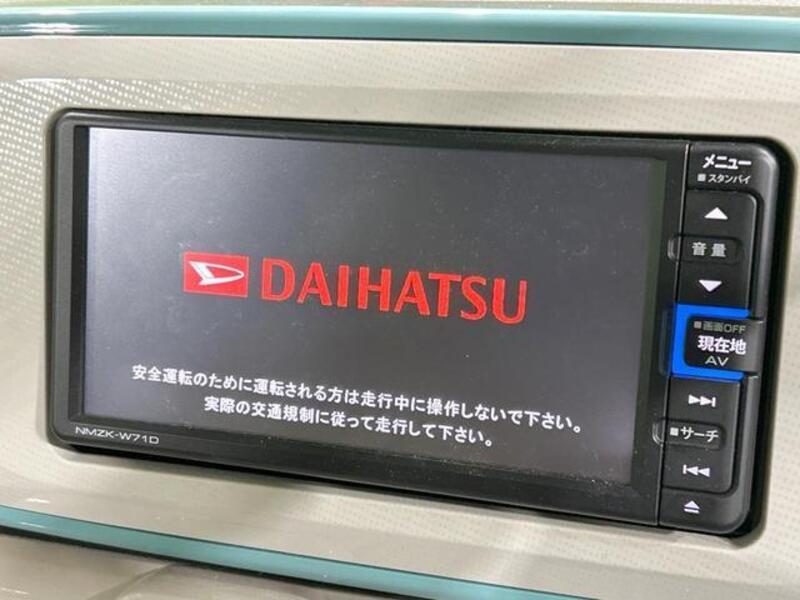 DAIHATSU
安全運転のために運転される方は走行中に操作しないで下さい。
実際の交通規制に従って走行して下さい。
NMZK-W71D
メニュー
スタンバイ
音量
画面OFF
現在地
AV
サーチ